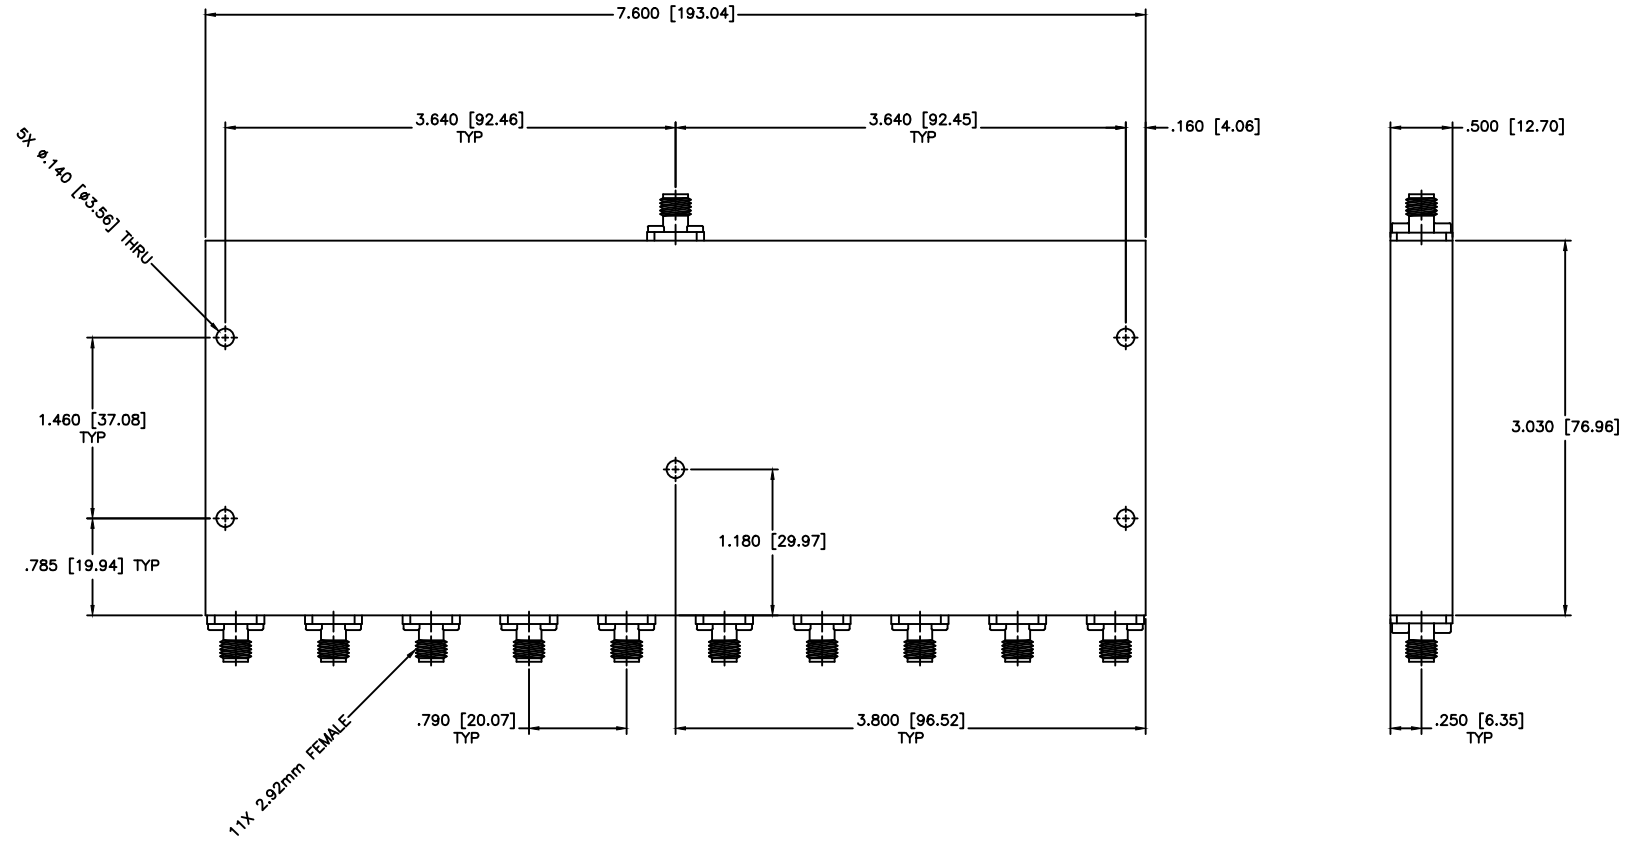 7.600 [193.04]
3.640 [92.46]
TYP
3.640 [92.45]
TYP
.160 [4.06]
.500 [12.70]
5X ø.140 [ø3.56] THRU
1.460 [37.08]
TYP
3.030 [76.96]
1.180 [29.97]
.785 [19.94] TYP
.790 [20.07]
TYP
3.800 [96.52]
TYP
.250 [6.35]
TYP
11X 2.92mm FEMALE